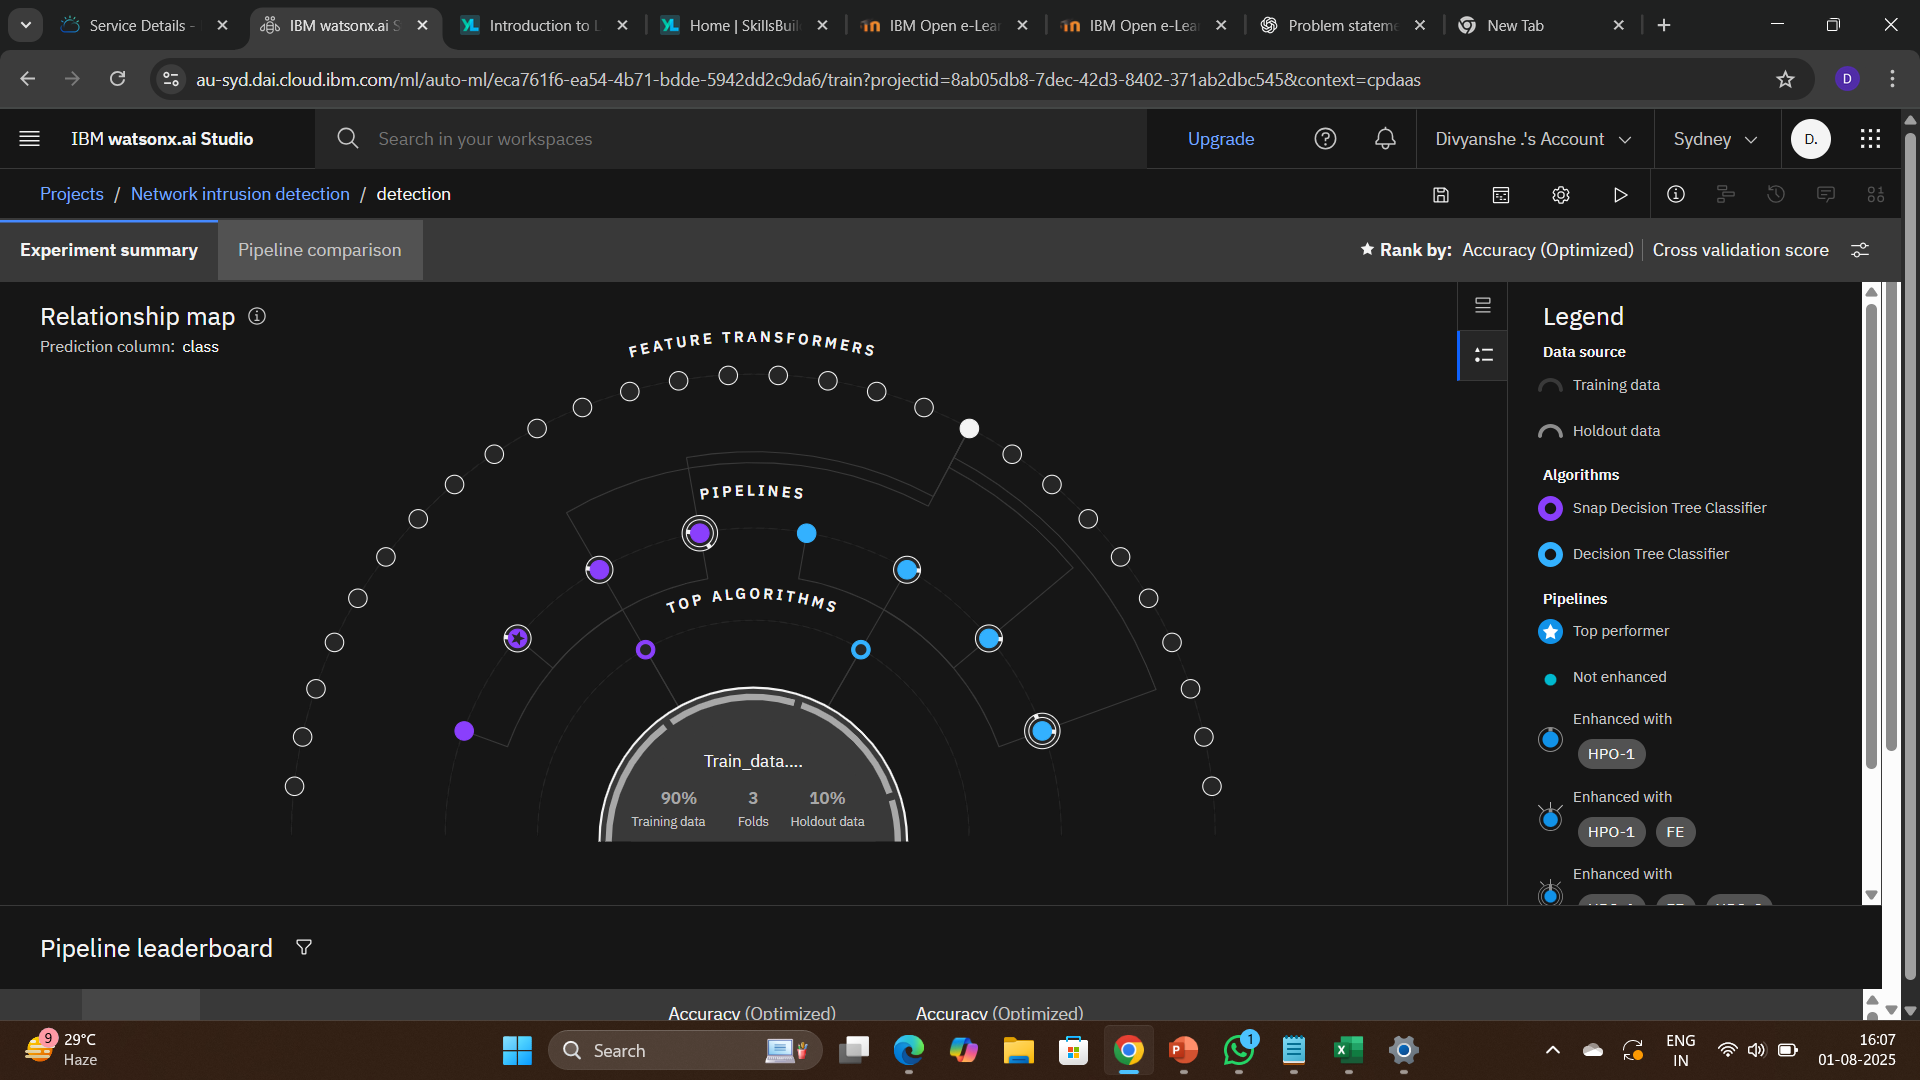 Service Details -
IBM watsonx.ai S
Introduction to L
Home | SkillsBuil
IBM Open e-Lear
IBM Open e-Lear
Problem stateme
New Tab
au-syd.dai.cloud.ibm.com/ml/auto-ml/eca761f6-ea54-4b71-bdde-5942dd2c9da6/train?projectid=8ab05db8-7dec-42d3-8402-371ab2dbc545&context=cpdaas
D
IBM watsonx.ai Studio
Search in your workspaces
Upgrade
Divyanshe .'s Account
Sydney
D.
Projects / Network intrusion detection / detection
Experiment summary
Pipeline comparison
Rank by: Accuracy (Optimized) | Cross validation score
Relationship map
Prediction column: class
FEATURE TRANSFORMERS
PIPELINES
TOP ALGORITHMS
Train_data....
90% 3 10%
Training data Folds Holdout data
Legend
Data source
Training data
Holdout data
Algorithms
Snap Decision Tree Classifier
Decision Tree Classifier
Pipelines
Top performer
Not enhanced
Enhanced with
HPO-1
Enhanced with
HPO-1 FE
Enhanced with
Pipeline leaderboard
Accuracy (Optimized)
Accuracy (Optimized)
9
29°C
Haze
Search
1
ENG
IN
16:07
01-08-2025